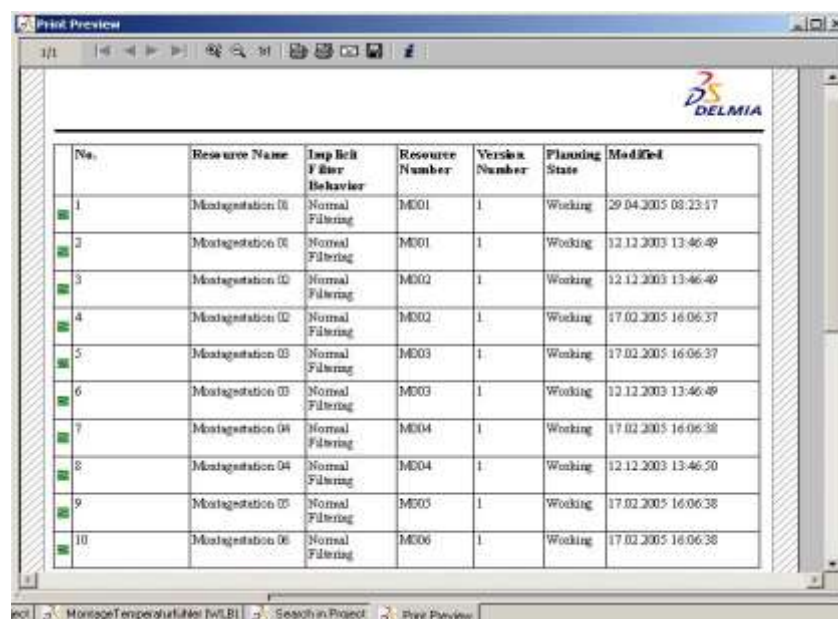 Print Preview
1/1
DELMIA
No. Resource Name Implicit Filter Behavior Resource Number Version Number Planning State Modified
1 Montagestation 01 Normal Filtering M001 1 Working 29.04.2005 08:23:17
2 Montagestation 01 Normal Filtering M001 1 Working 12.12.2003 13:46:49
3 Montagestation 02 Normal Filtering M002 1 Working 12.12.2003 13:46:49
4 Montagestation 02 Normal Filtering M002 1 Working 17.02.2005 16:06:37
5 Montagestation 03 Normal Filtering M003 1 Working 17.02.2005 16:06:37
6 Montagestation 03 Normal Filtering M003 1 Working 12.12.2003 13:46:49
7 Montagestation 04 Normal Filtering M004 1 Working 17.02.2005 16:06:38
8 Montagestation 04 Normal Filtering M004 1 Working 12.12.2003 13:46:50
9 Montagestation 05 Normal Filtering M005 1 Working 17.02.2005 16:06:38
10 Montagestation 06 Normal Filtering M006 1 Working 17.02.2005 16:06:38
ect MontageTemperaturfühler [WLB] Search in Project Print Preview